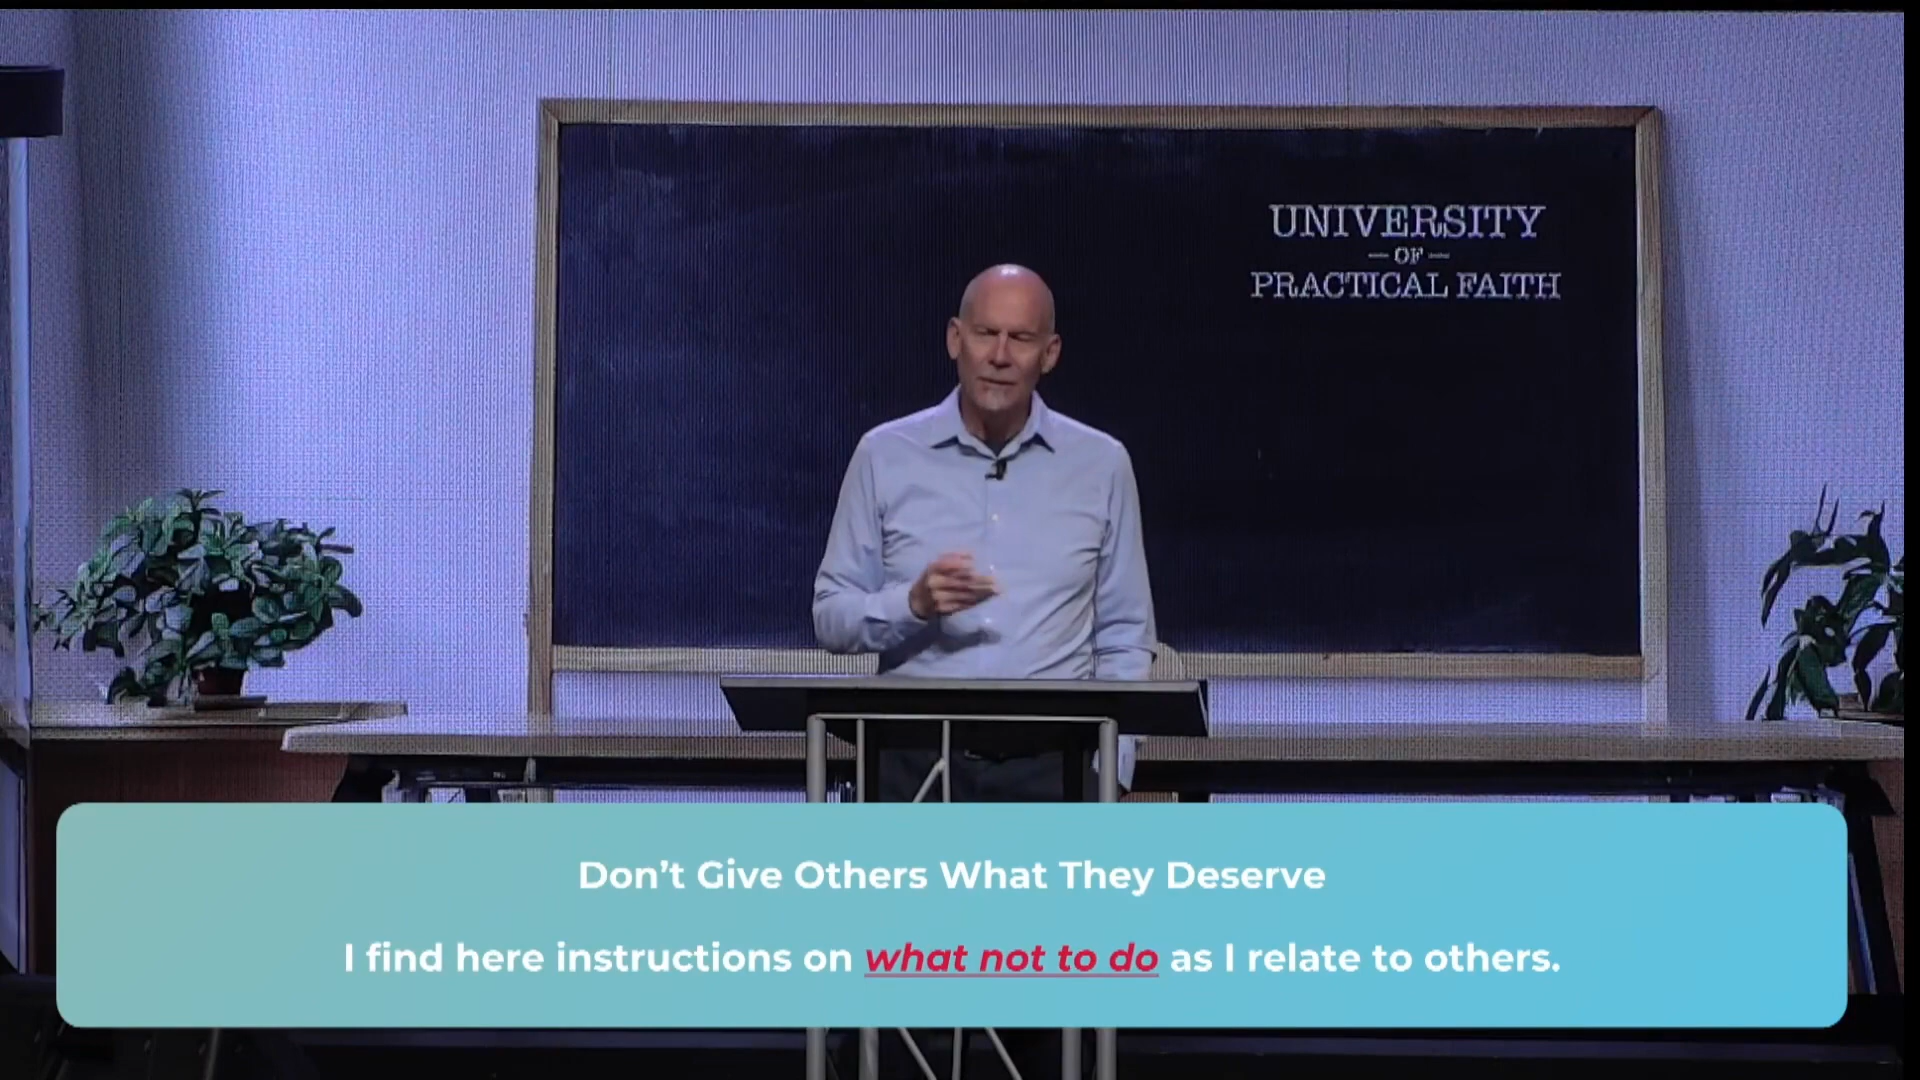 UNIVERSITY
— OF —
PRACTICAL FAITH
Don’t Give Others What They Deserve
I find here instructions on what not to do as I relate to others.